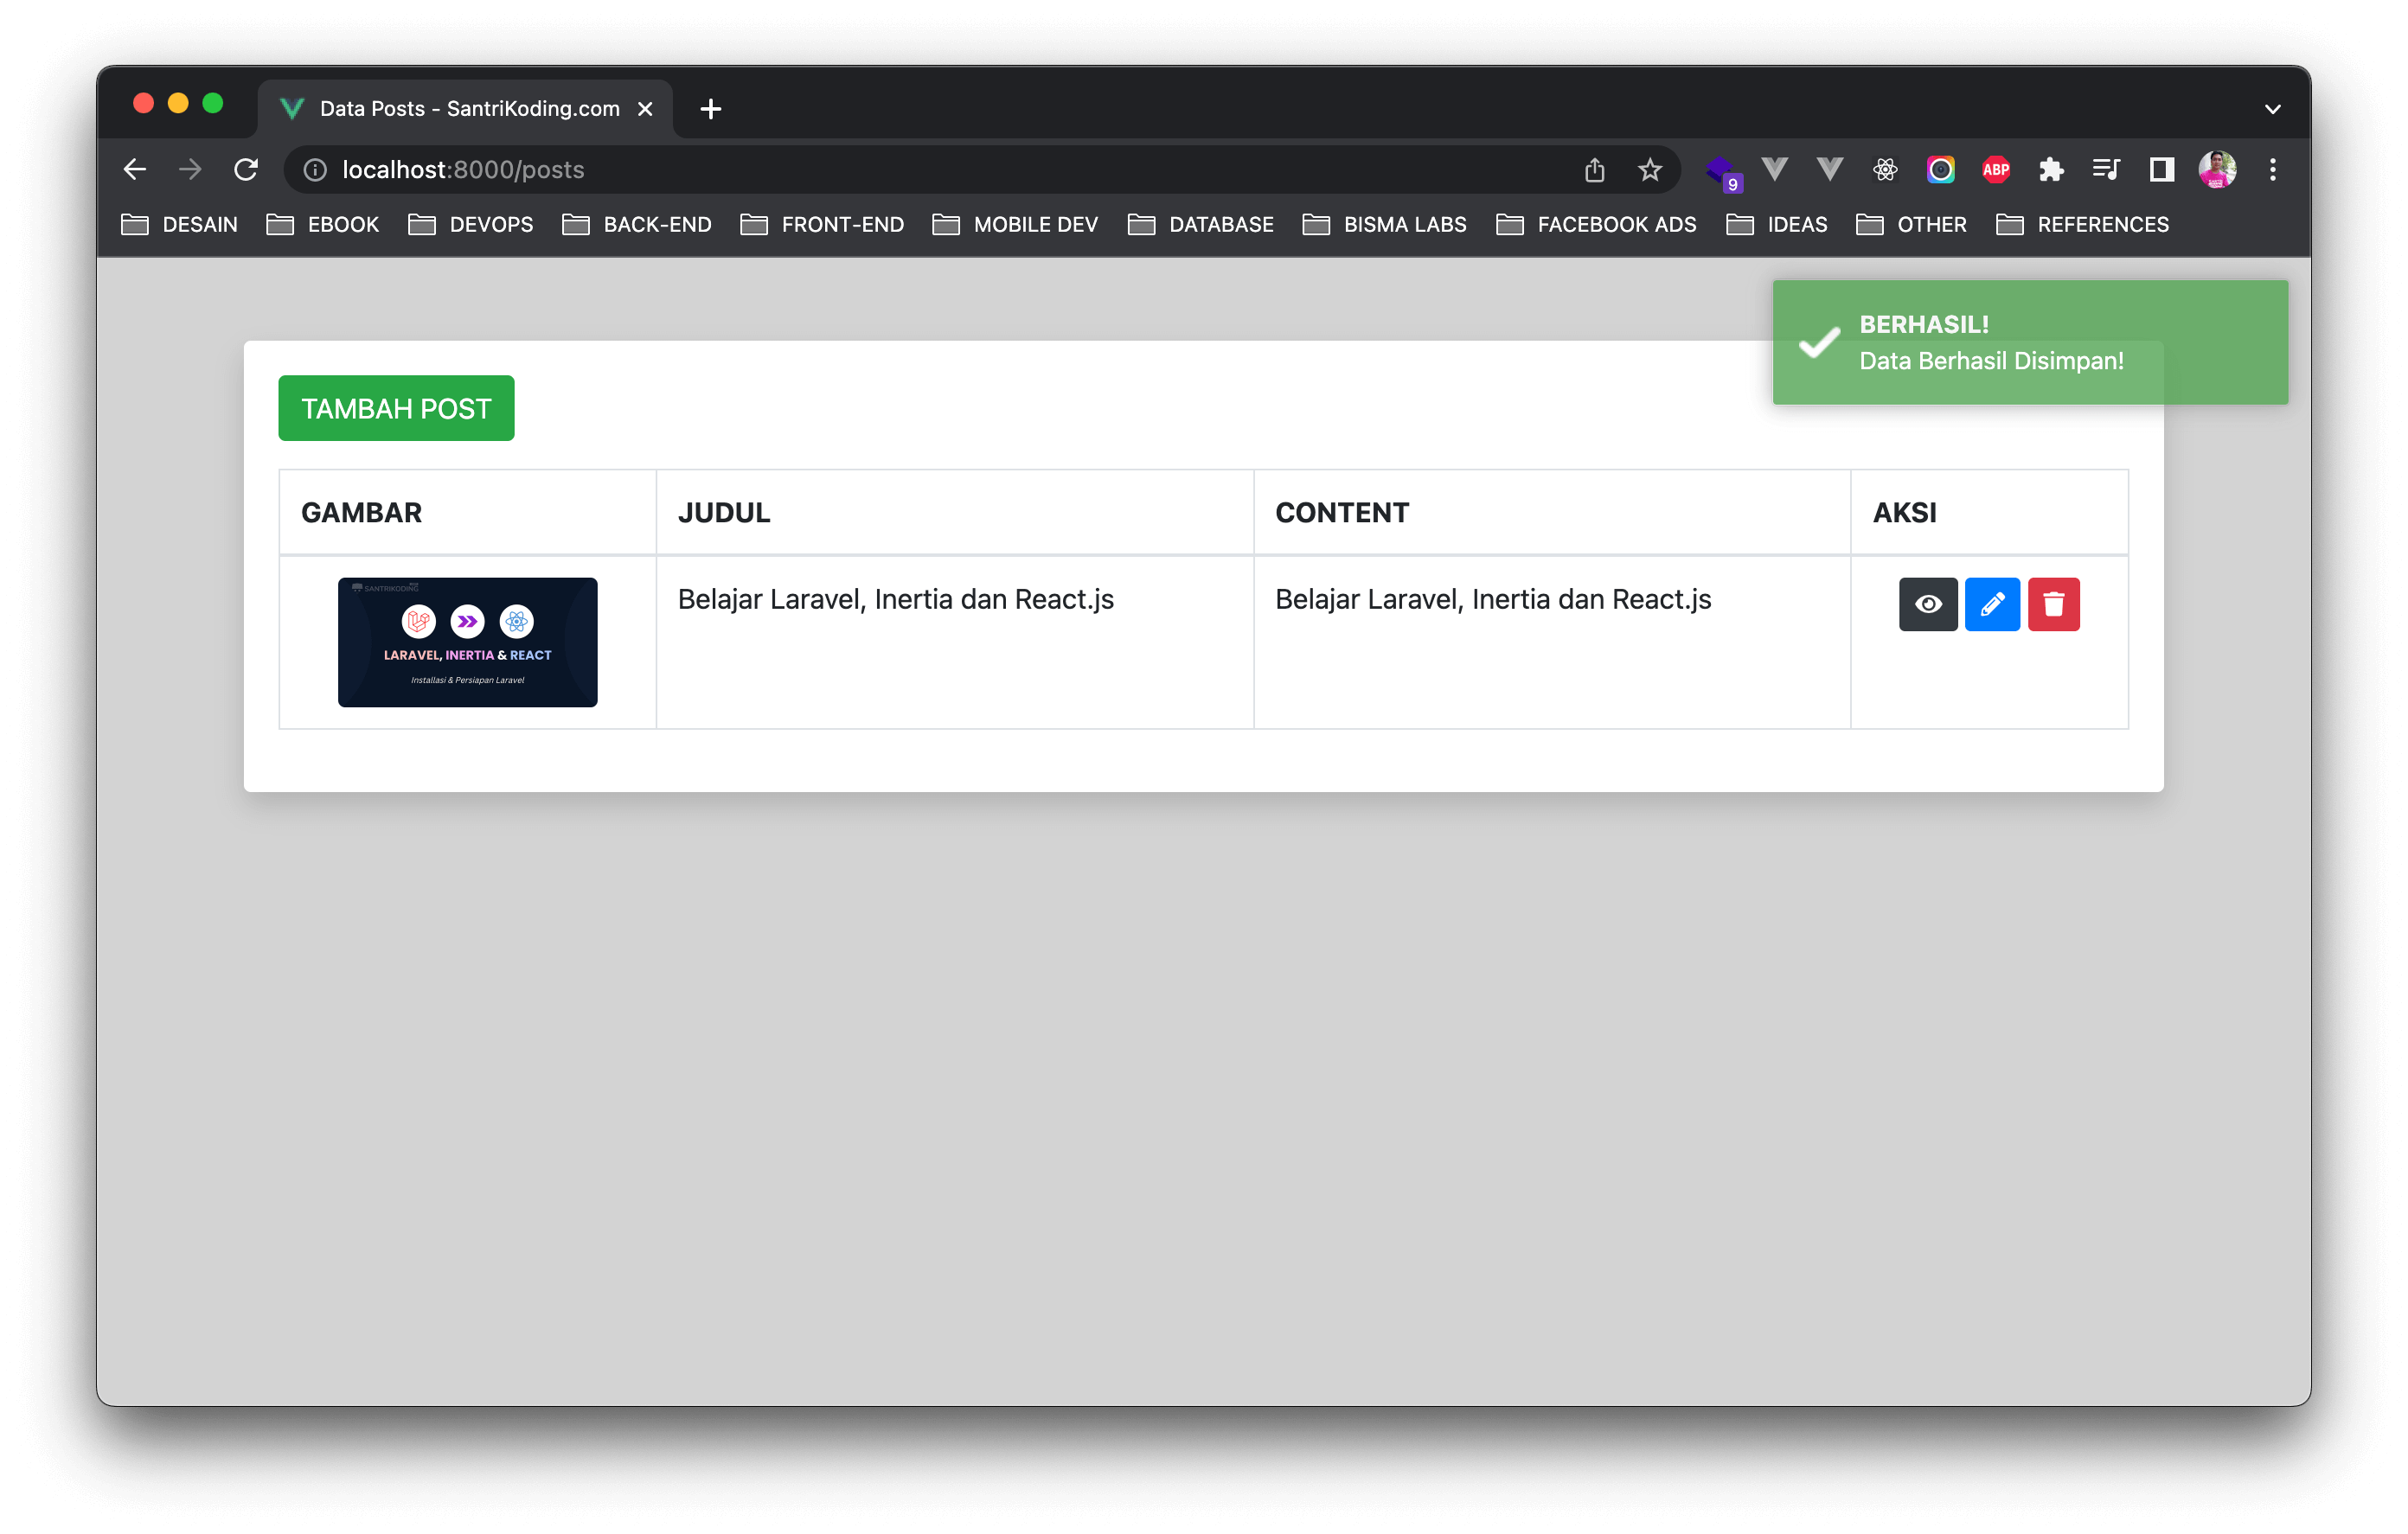 Data Posts - SantriKoding.com
localhost:8000/posts
9
ABP
DESAIN EBOOK DEVOPS BACK-END FRONT-END MOBILE DEV DATABASE BISMA LABS FACEBOOK ADS IDEAS OTHER REFERENCES
BERHASIL!
Data Berhasil Disimpan!
TAMBAH POST
GAMBAR JUDUL CONTENT AKSI
SANTRIKODING
LARAVEL, INERTIA & REACT
Installasi & Persiapan Laravel
Belajar Laravel, Inertia dan React.js
Belajar Laravel, Inertia dan React.js